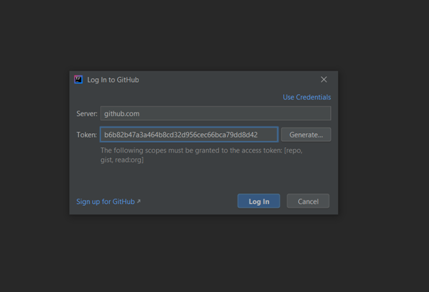 Log In to GitHub
Use Credentials
Server: github.com
Token: b6b82b47a3a464b8cd32d956cec66bca79dd8d42 Generate...
The following scopes must be granted to the access token: [repo,
gist, read:org]
Sign up for GitHub ↗ Log In Cancel